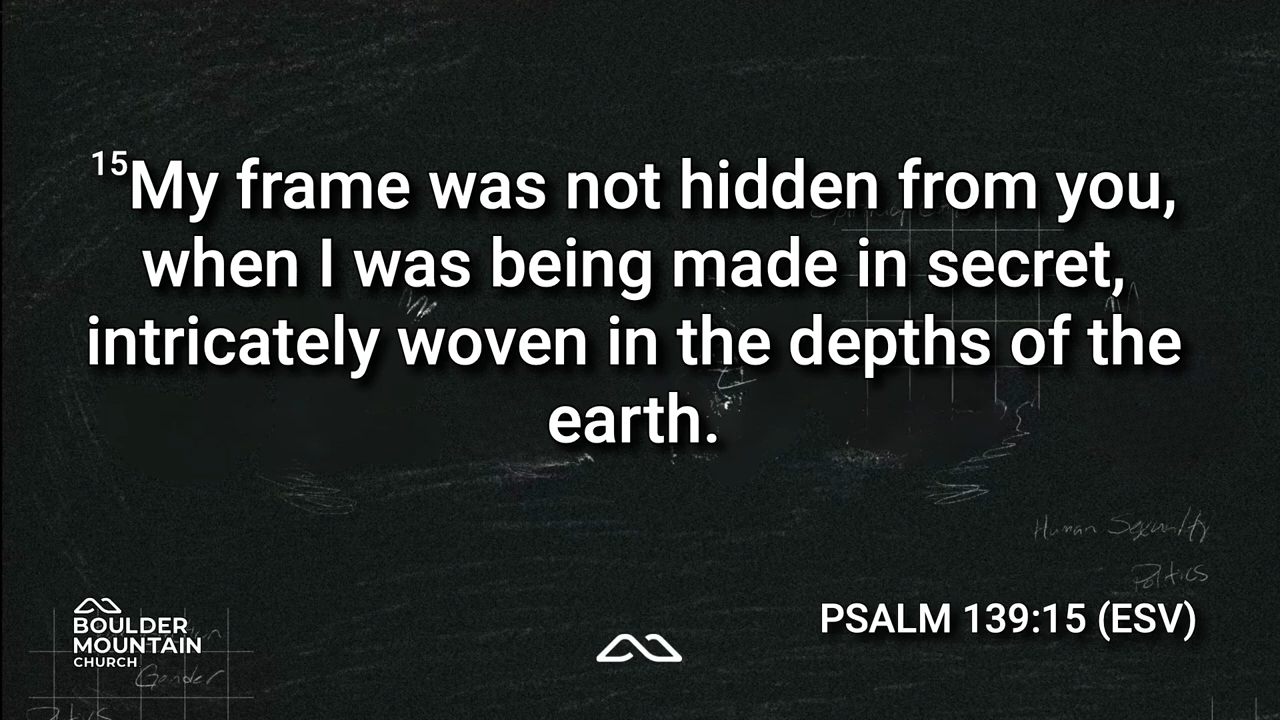 15My frame was not hidden from you,
when I was being made in secret,
intricately woven in the depths of the
earth.
Human Sexuality
Politics
PSALM 139:15 (ESV)
BOULDER
MOUNTAIN
CHURCH
Gender
Politics